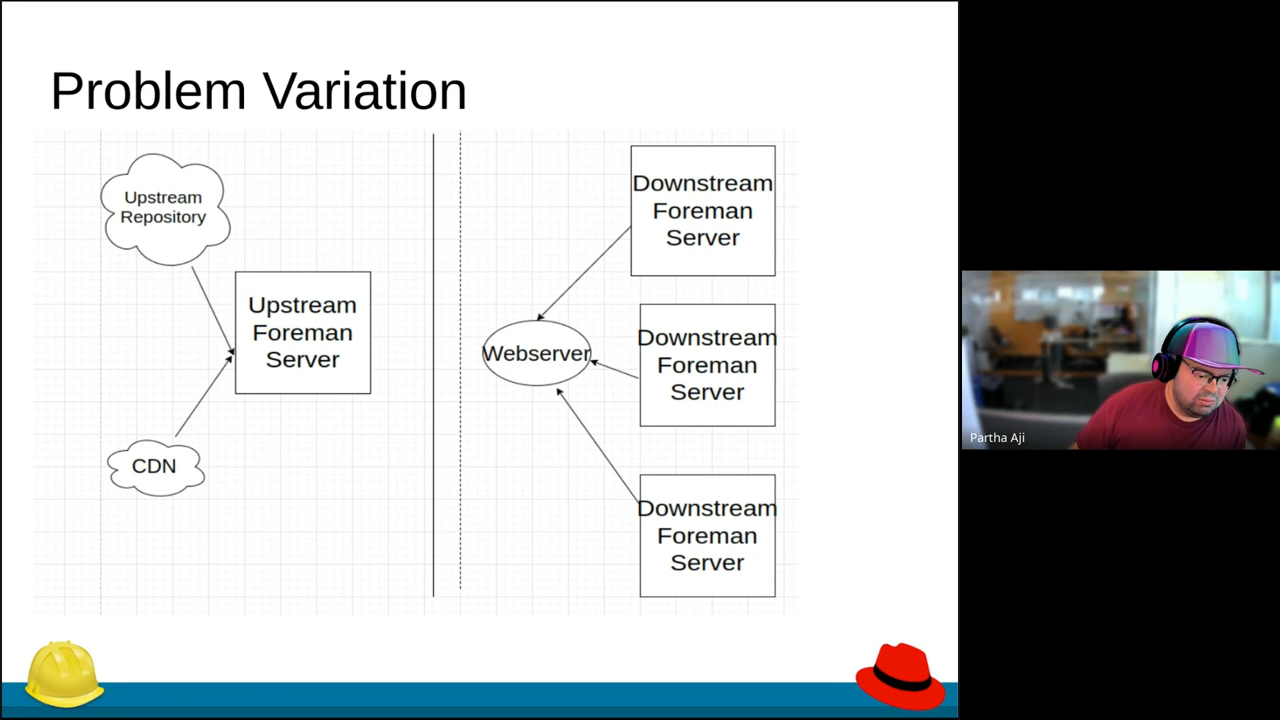 Problem Variation
Upstream
Repository
Upstream
Foreman
Server
CDN
Webserver
Downstream
Foreman
Server
Downstream
Foreman
Server
Downstream
Foreman
Server
Partha Aji